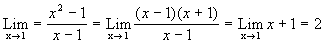 Lim x→1 = x² − 1 / x − 1 = Lim x→1 (x − 1)(x + 1) / x − 1 = Lim x→1 x + 1 = 2